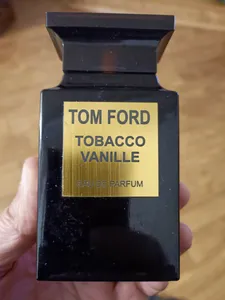 TOM FORD
TOBACCO
VANILLE
EAU DE PARFUM